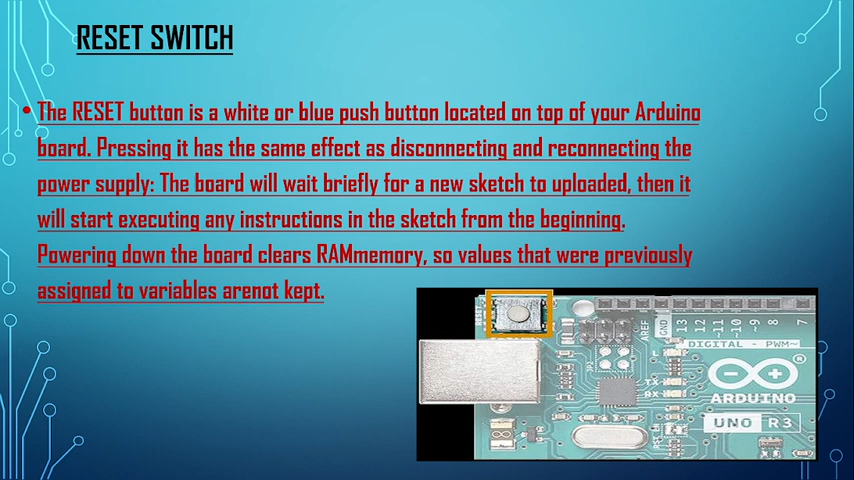 RESET SWITCH
• The RESET button is a white or blue push button located on top of your Arduino
board. Pressing it has the same effect as disconnecting and reconnecting the
power supply: The board will wait briefly for a new sketch to uploaded, then it
will start executing any instructions in the sketch from the beginning.
Powering down the board clears RAMmemory, so values that were previously
assigned to variables arenot kept.
RESET
AREF
GND
13
12
~11
~10
~9
8
7
DIGITAL - PWM~
L
TX
RX
ARDUINO
UNO R3